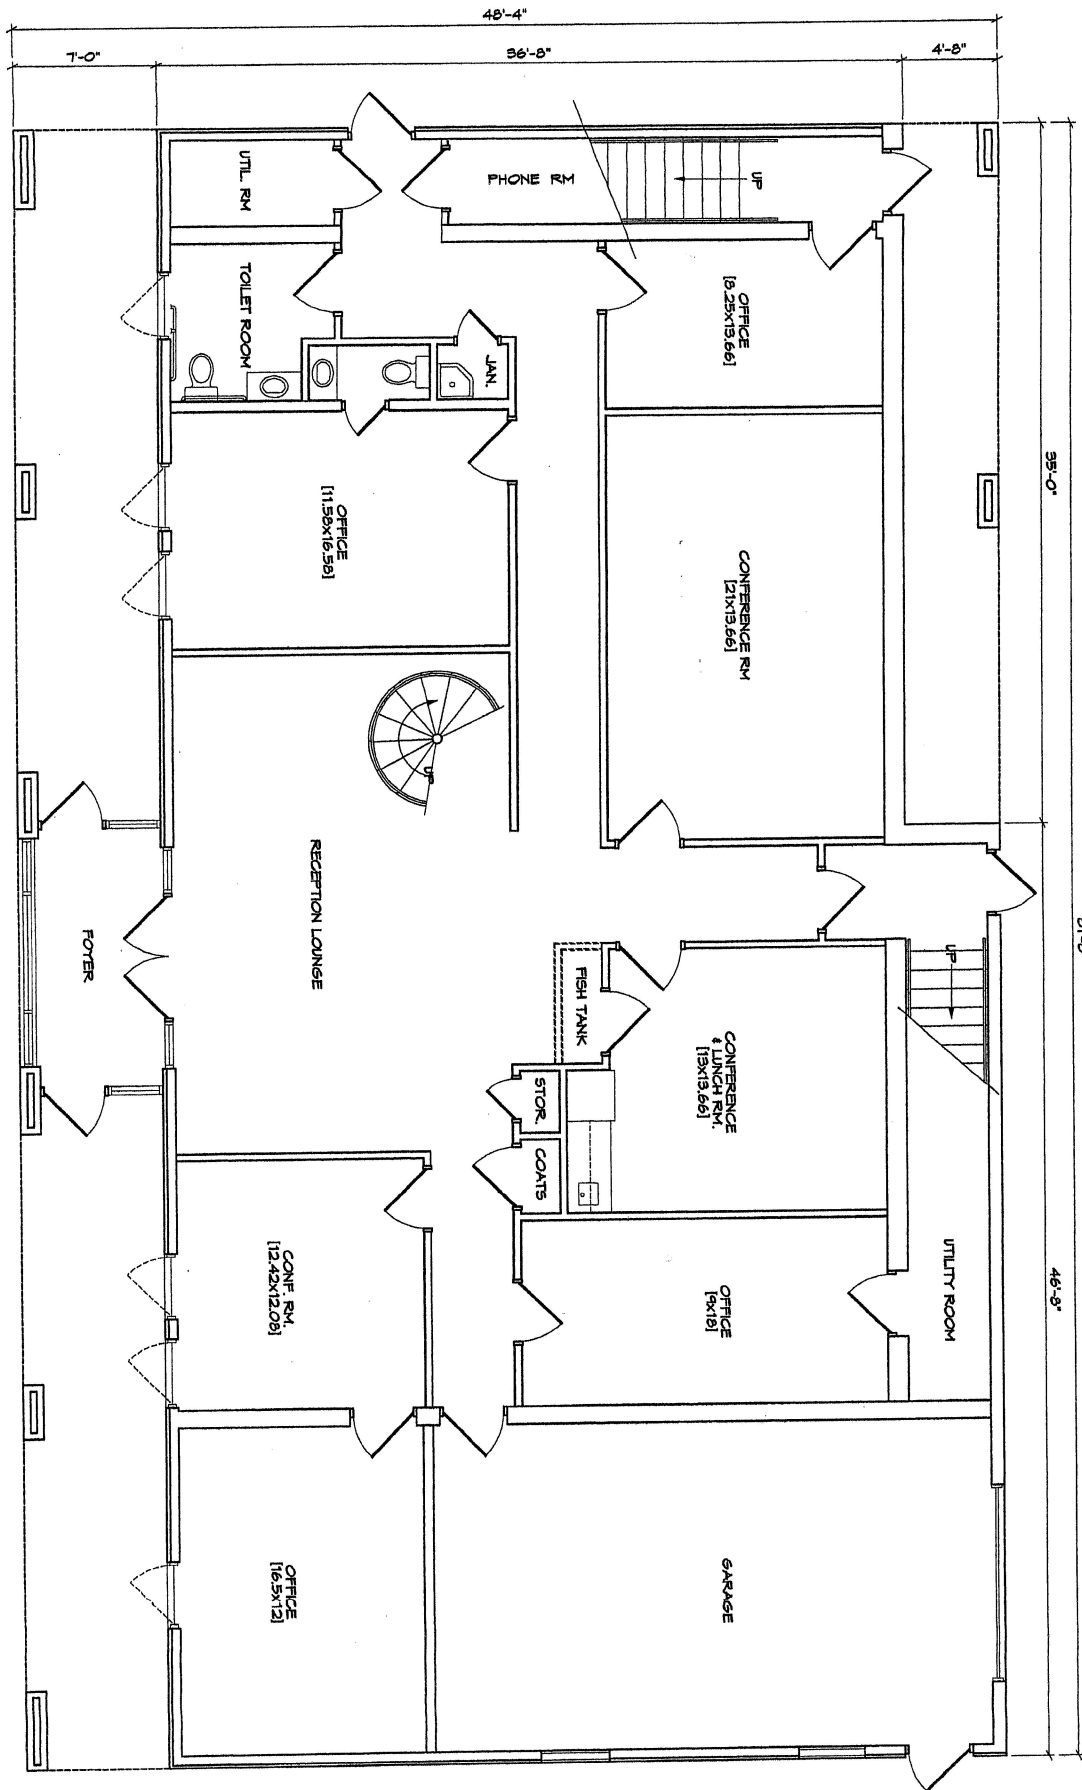 48'-4"
7'-0"
36'-8"
4'-8"
UTIL. RM
PHONE RM
UP
TOILET ROOM
OFFICE
[8.25x13.66]
JAN.
35'-0"
OFFICE
[11.58x16.58]
CONFERENCE RM
[21x13.66]
UP
RECEPTION LOUNGE
FOYER
FISH TANK
UP
CONFERENCE
& LUNCH RM.
[13x13.66]
STOR.
COATS
CONF. RM.
[12.42x12.08]
OFFICE
[9x18]
UTILITY ROOM
46'-8"
OFFICE
[16.5x12]
GARAGE